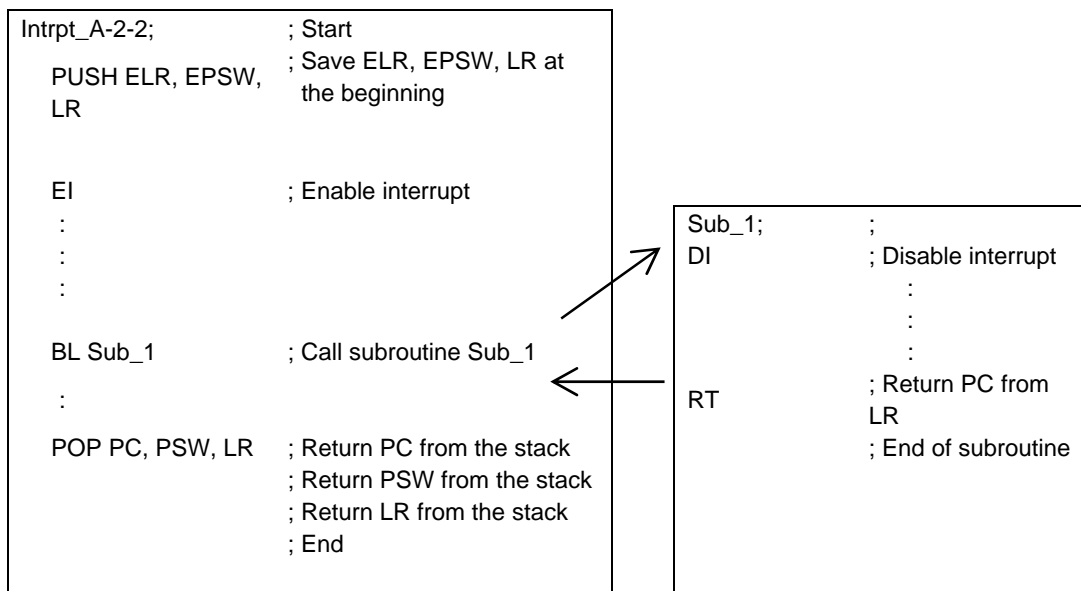 Intrpt_A-2-2; ; Start
PUSH ELR, EPSW, ; Save ELR, EPSW, LR at
LR the beginning
EI ; Enable interrupt
:
:
:
BL Sub_1 ; Call subroutine Sub_1
:
POP PC, PSW, LR ; Return PC from the stack
; Return PSW from the stack
; Return LR from the stack
; End
Sub_1; ;
DI ; Disable interrupt
:
:
:
RT ; Return PC from
LR
; End of subroutine